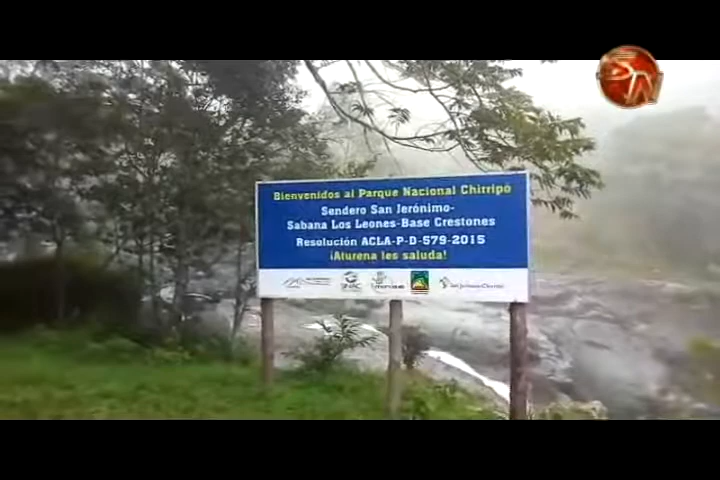 Bienvenidos al Parque Nacional Chirripó
Sendero San Jerónimo-
Sabana Los Leones-Base Crestones
Resolución ACLA-P-D-579-2015
¡Aturena les saluda!
SINAC